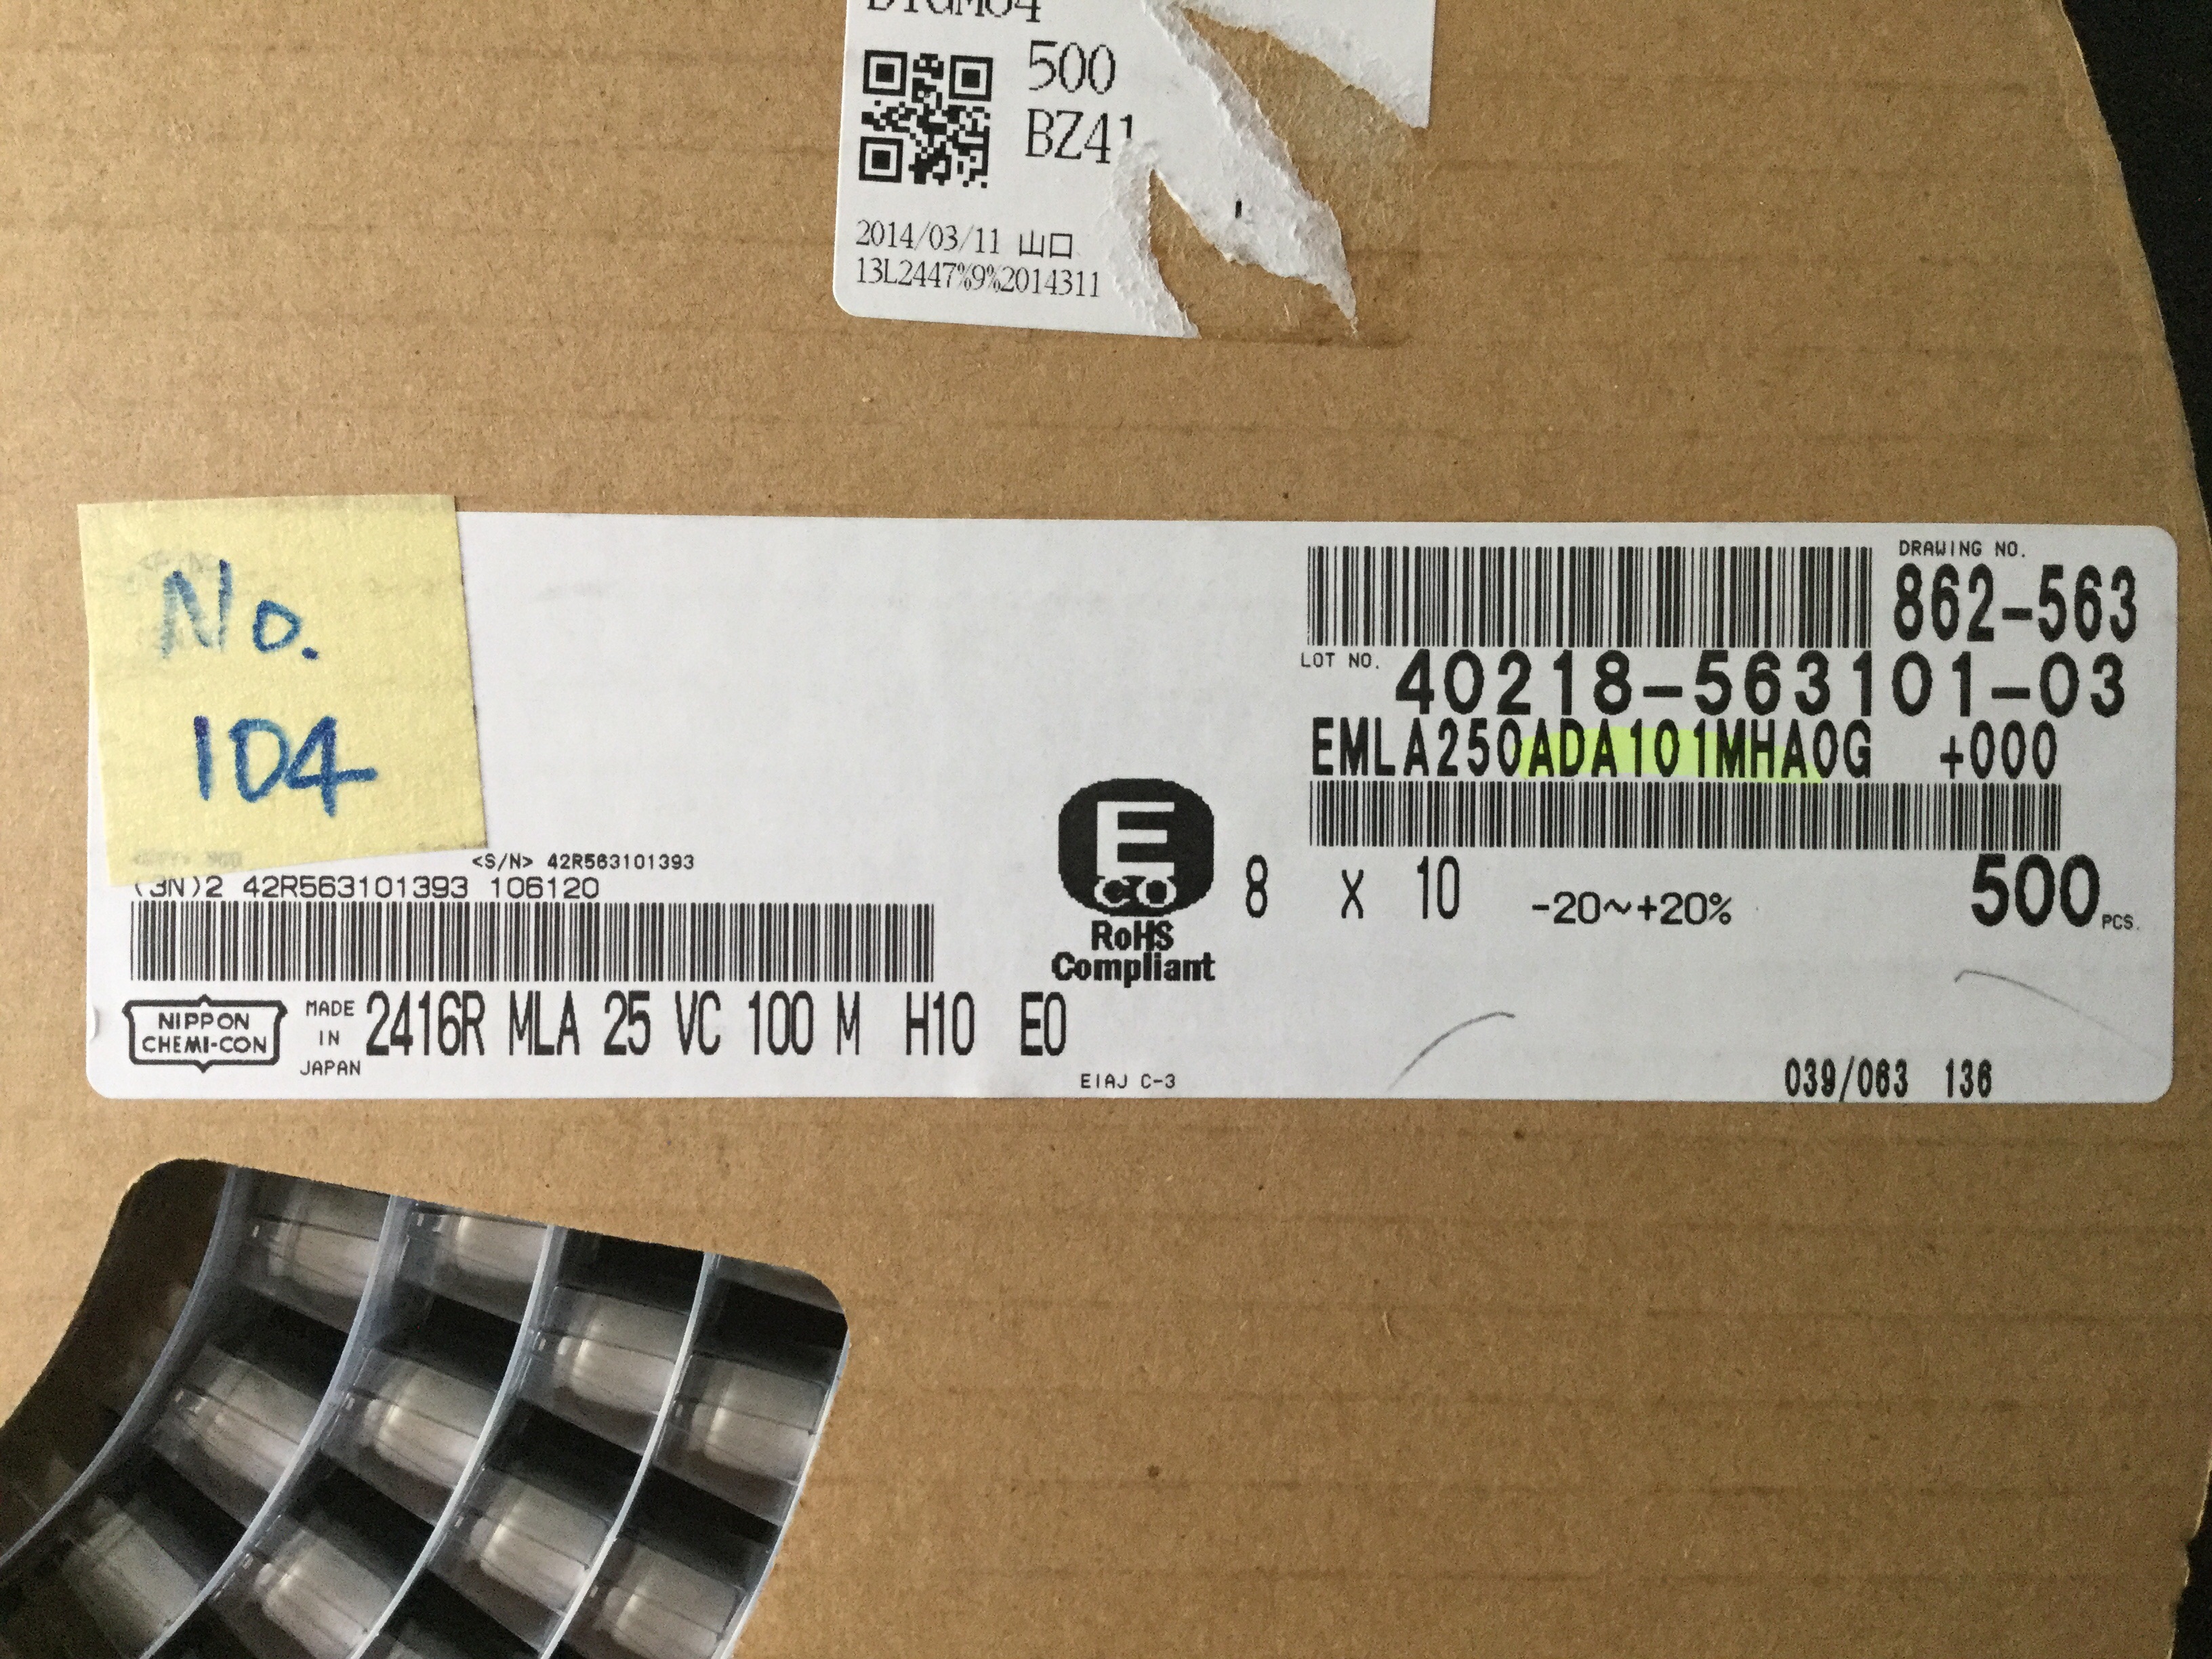 500
BZ41
2014/03/11 山口
13L2447%9%2014311
No.
104
DRAWING NO.
862-563
LOT NO. 40218-563101-03
EMLA250ADA101MHA0G +000
<S/N> 42R563101393
(3N)2 42R563101393 106120
ECO
RoHS
Compliant
8 X 10 -20~+20% 500 PCS.
NIPPON
CHEMI-CON
MADE
IN
JAPAN
2416R MLA 25 VC 100 M H10 E0
EIAJ C-3
039/063 136